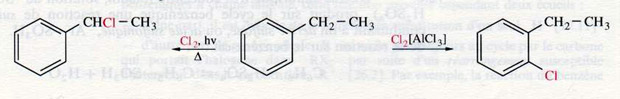 CHCl–CH₃
CH₂–CH₃
CH₂–CH₃
Cl₂, hν
Δ
Cl₂[AlCl₃]
Cl